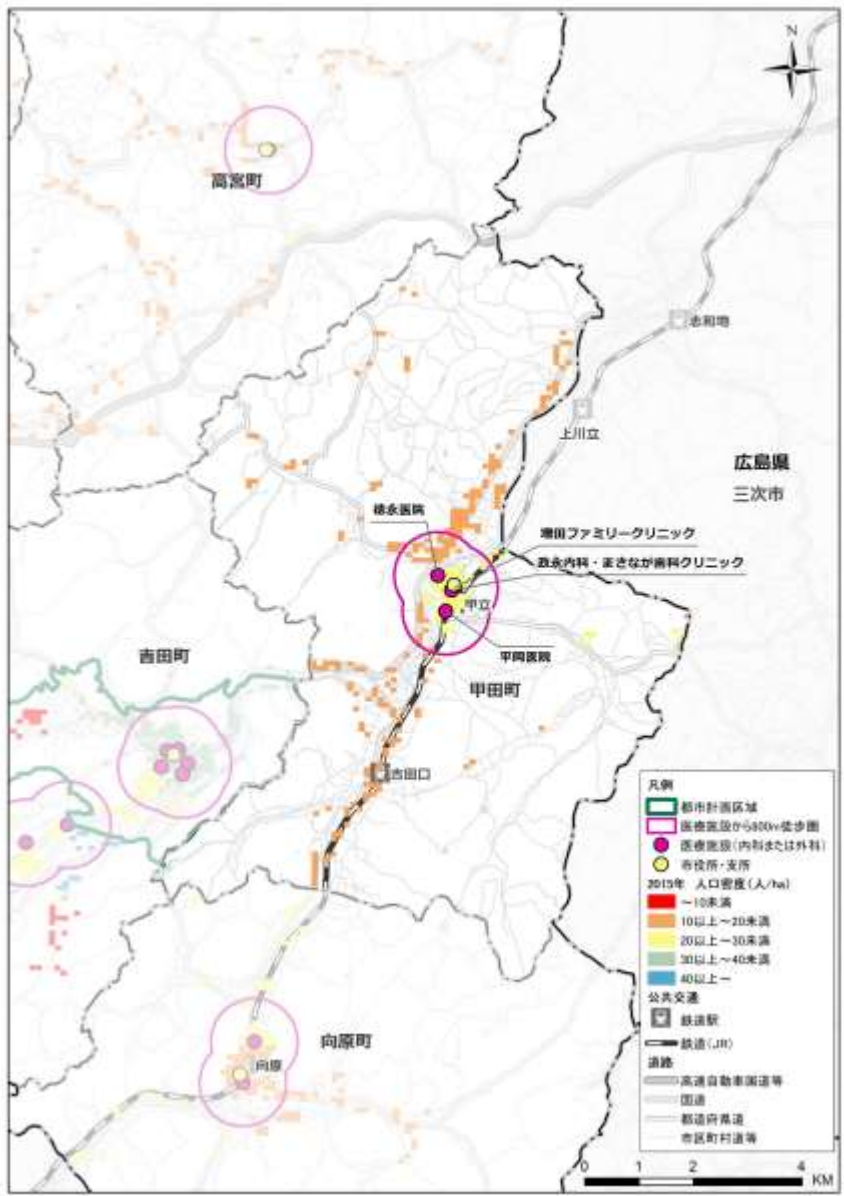 N
高宮町
志和地
上川立
広島県
三次市
徳永医院
増田ファミリークリニック
政永内科・まさなが歯科クリニック
甲立
平岡医院
吉田町
甲田町
吉田口
向原町
向原
凡例
都市計画区域
医療施設から800m徒歩圏
医療施設(内科または外科)
市役所・支所
2015年 人口密度(人/ha)
～10未満
10以上～20未満
20以上～30未満
30以上～40未満
40以上～
公共交通
鉄道駅
鉄道(JR)
道路
高速自動車国道等
国道
都道府県道
市区町村道等
0 1 2 4
KM